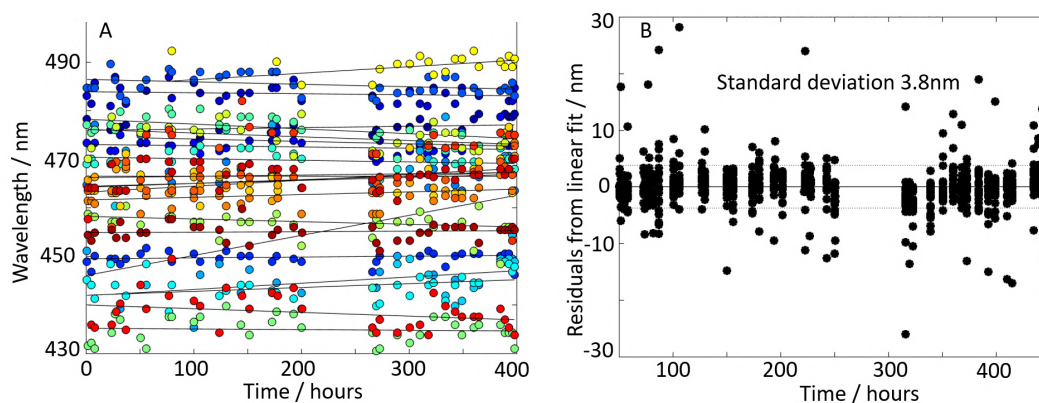 A
490
470
450
430
Wavelength / nm
0
100
200
300
400
Time / hours
B
Standard deviation 3.8nm
30
10
0
-10
-30
Residuals from linear fit / nm
100
200
300
400
Time / hours